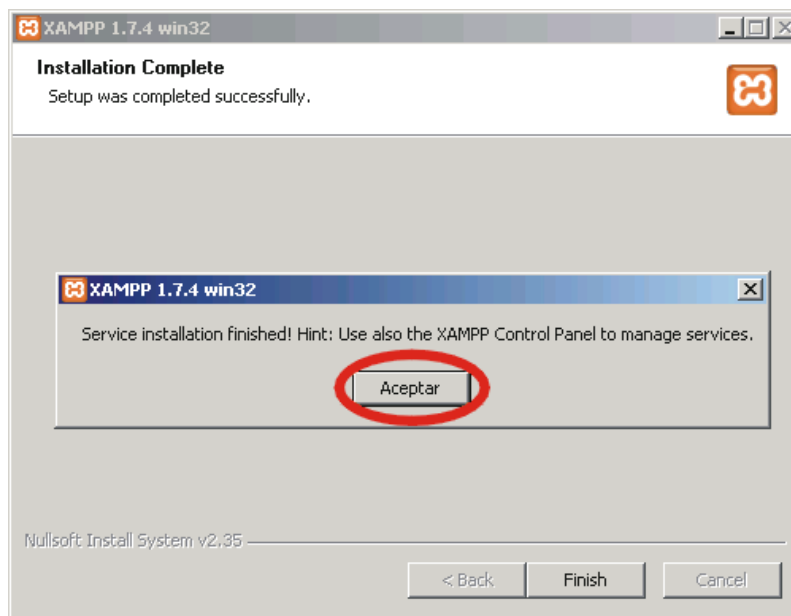 XAMPP 1.7.4 win32
Installation Complete
Setup was completed successfully.
XAMPP 1.7.4 win32
Service installation finished! Hint: Use also the XAMPP Control Panel to manage services.
Aceptar
Nullsoft Install System v2.35
< Back
Finish
Cancel